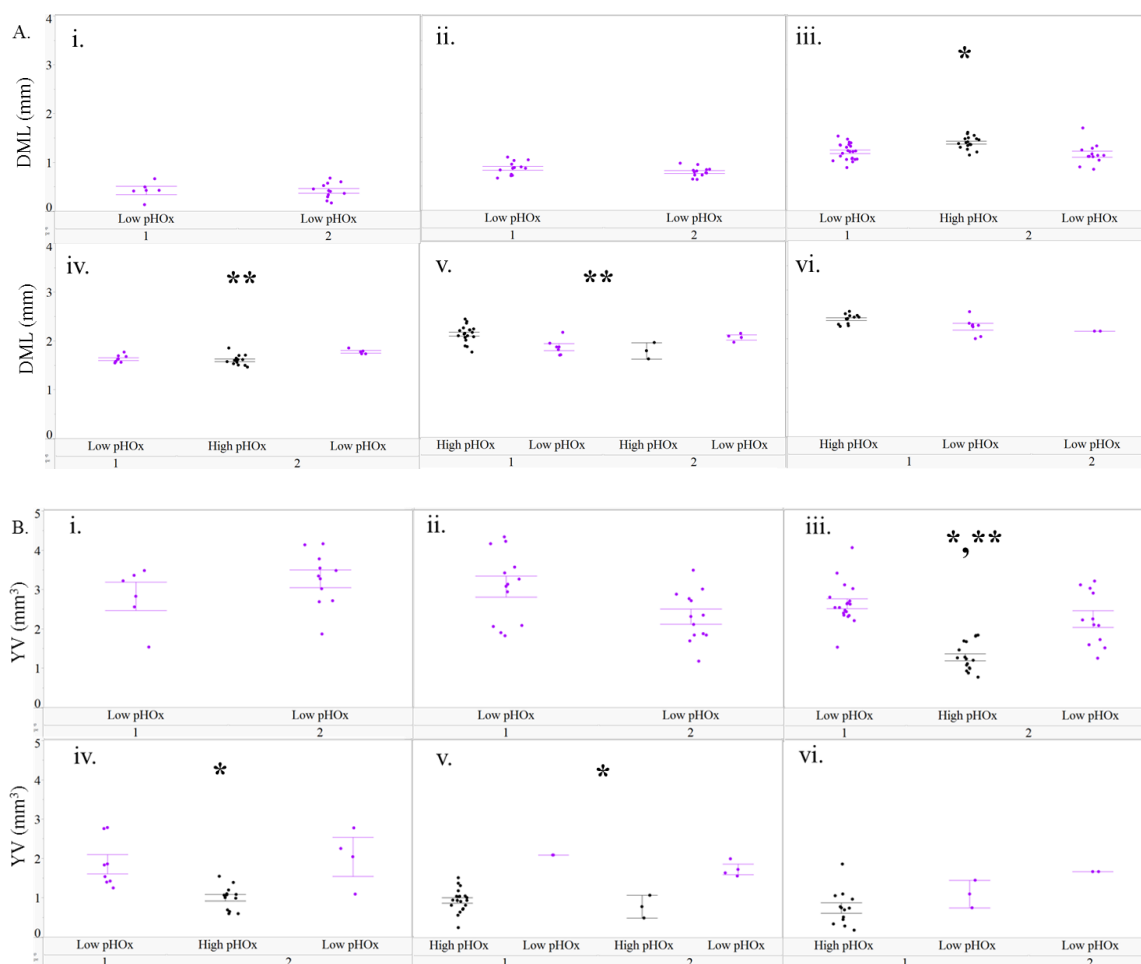 A.
i. ii. iii.
*
4 3 2 1 0
DML (mm)
Low pHOx Low pHOx Low pHOx Low pHOx Low pHOx High pHOx Low pHOx
1 2 1 2 1 2
iv. v. vi.
** **
4 3 2 1 0
DML (mm)
Low pHOx High pHOx Low pHOx High pHOx Low pHOx High pHOx Low pHOx High pHOx Low pHOx Low pHOx
1 2 1 2 1 2
B.
i. ii. iii.
*,**
5 4 3 2 1 0
YV (mm³)
Low pHOx Low pHOx Low pHOx Low pHOx Low pHOx High pHOx Low pHOx
1 2 1 2 1 2
iv. v. vi.
* *
5 4 3 2 1 0
YV (mm³)
Low pHOx High pHOx Low pHOx High pHOx Low pHOx High pHOx Low pHOx High pHOx Low pHOx Low pHOx
1 2 1 2 1 2